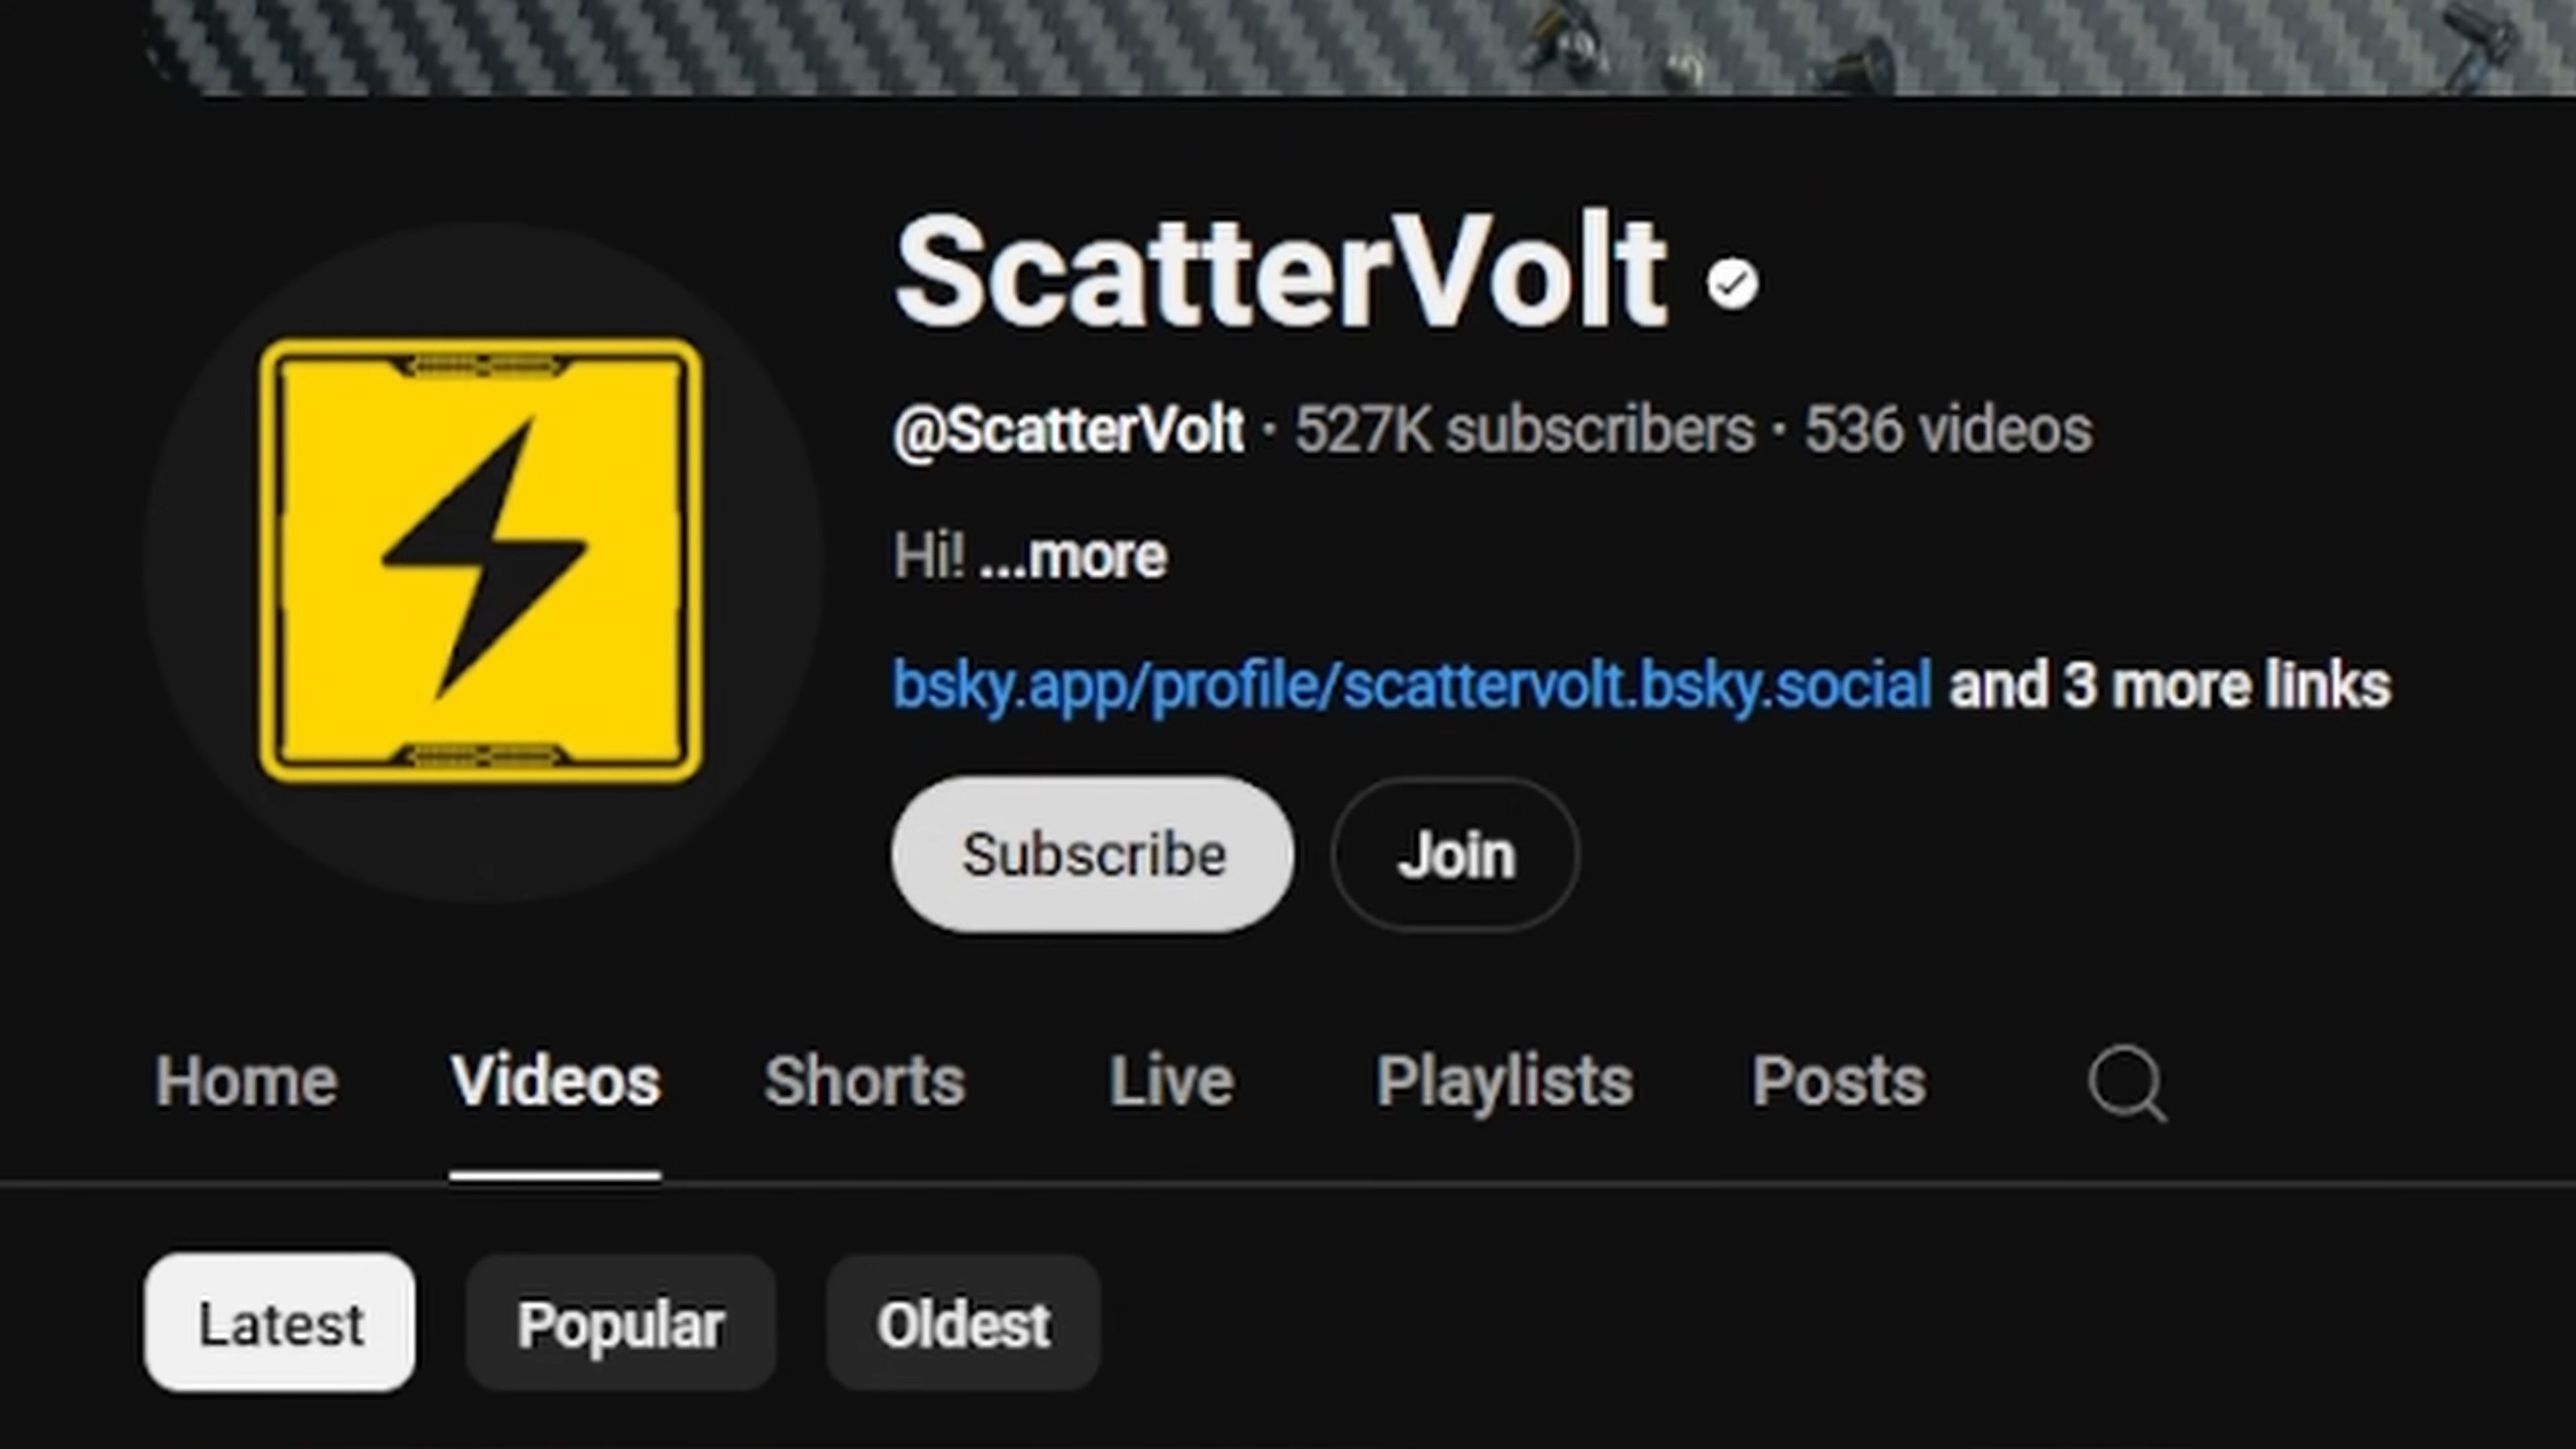 ScatterVolt
@ScatterVolt · 527K subscribers · 536 videos
Hi! ...more
bsky.app/profile/scattervolt.bsky.social and 3 more links
Subscribe Join
Home Videos Shorts Live Playlists Posts
Latest Popular Oldest